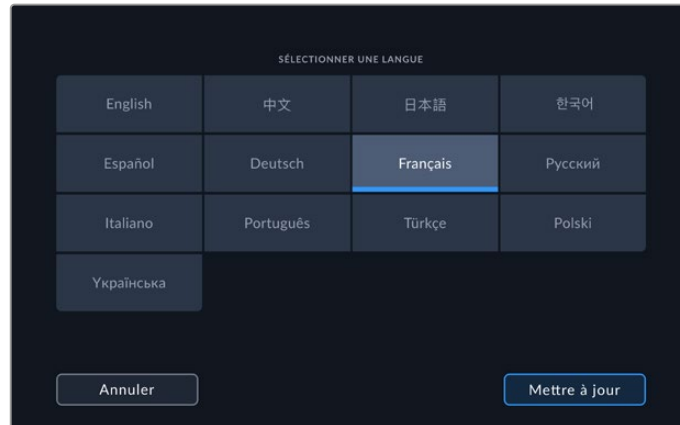 SÉLECTIONNER UNE LANGUE
English 中文 日本語 한국어
Español Deutsch Français Русский
Italiano Português Türkçe Polski
Українська
Annuler Mettre à jour